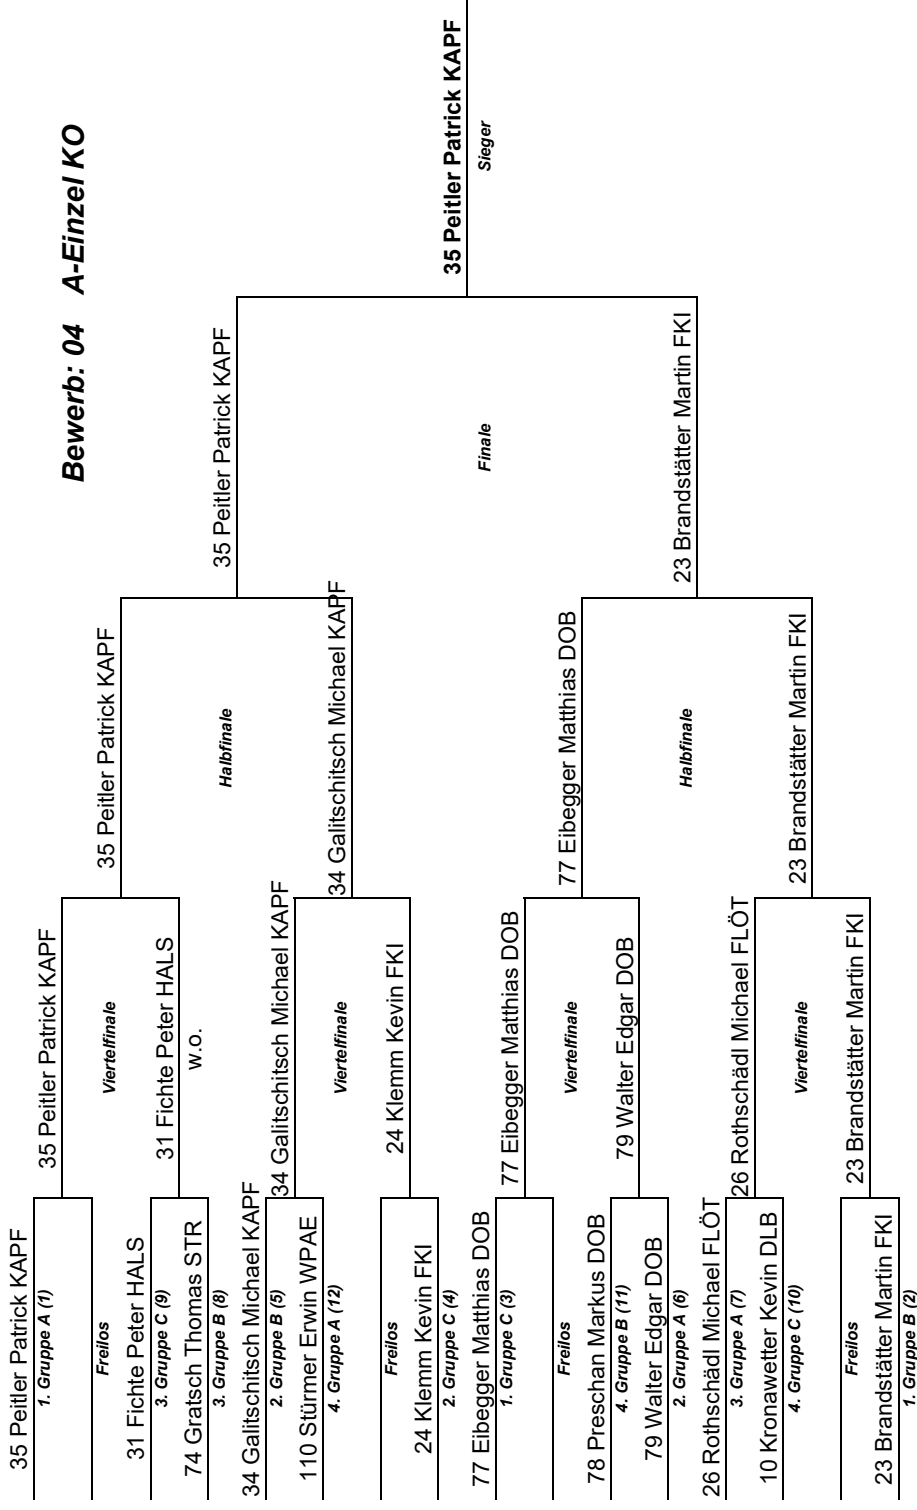 Bewerb: 04 A-Einzel KO
35 Peitler Patrick KAPF
1. Gruppe A (1)
Freilos
31 Fichte Peter HALS
3. Gruppe C (9)
74 Gratsch Thomas STR
3. Gruppe B (8)
34 Galitschitsch Michael KAPF
2. Gruppe B (5)
110 Stürmer Erwin WPAE
4. Gruppe A (12)
Freilos
24 Klemm Kevin FKI
2. Gruppe C (4)
77 Eibegger Matthias DOB
1. Gruppe C (3)
Freilos
78 Preschan Markus DOB
4. Gruppe B (11)
79 Walter Edgar DOB
2. Gruppe A (6)
26 Rothschädl Michael FLÖT
3. Gruppe A (7)
10 Kronawetter Kevin DLB
4. Gruppe C (10)
Freilos
23 Brandstätter Martin FKI
1. Gruppe B (2)
35 Peitler Patrick KAPF
Viertelfinale
31 Fichte Peter HALS
w.o.
34 Galitschitsch Michael KAPF
Viertelfinale
24 Klemm Kevin FKI
77 Eibegger Matthias DOB
Viertelfinale
79 Walter Edgar DOB
26 Rothschädl Michael FLÖT
Viertelfinale
23 Brandstätter Martin FKI
35 Peitler Patrick KAPF
Halbfinale
34 Galitschitsch Michael KAPF
77 Eibegger Matthias DOB
Halbfinale
23 Brandstätter Martin FKI
35 Peitler Patrick KAPF
Finale
23 Brandstätter Martin FKI
35 Peitler Patrick KAPF
Sieger